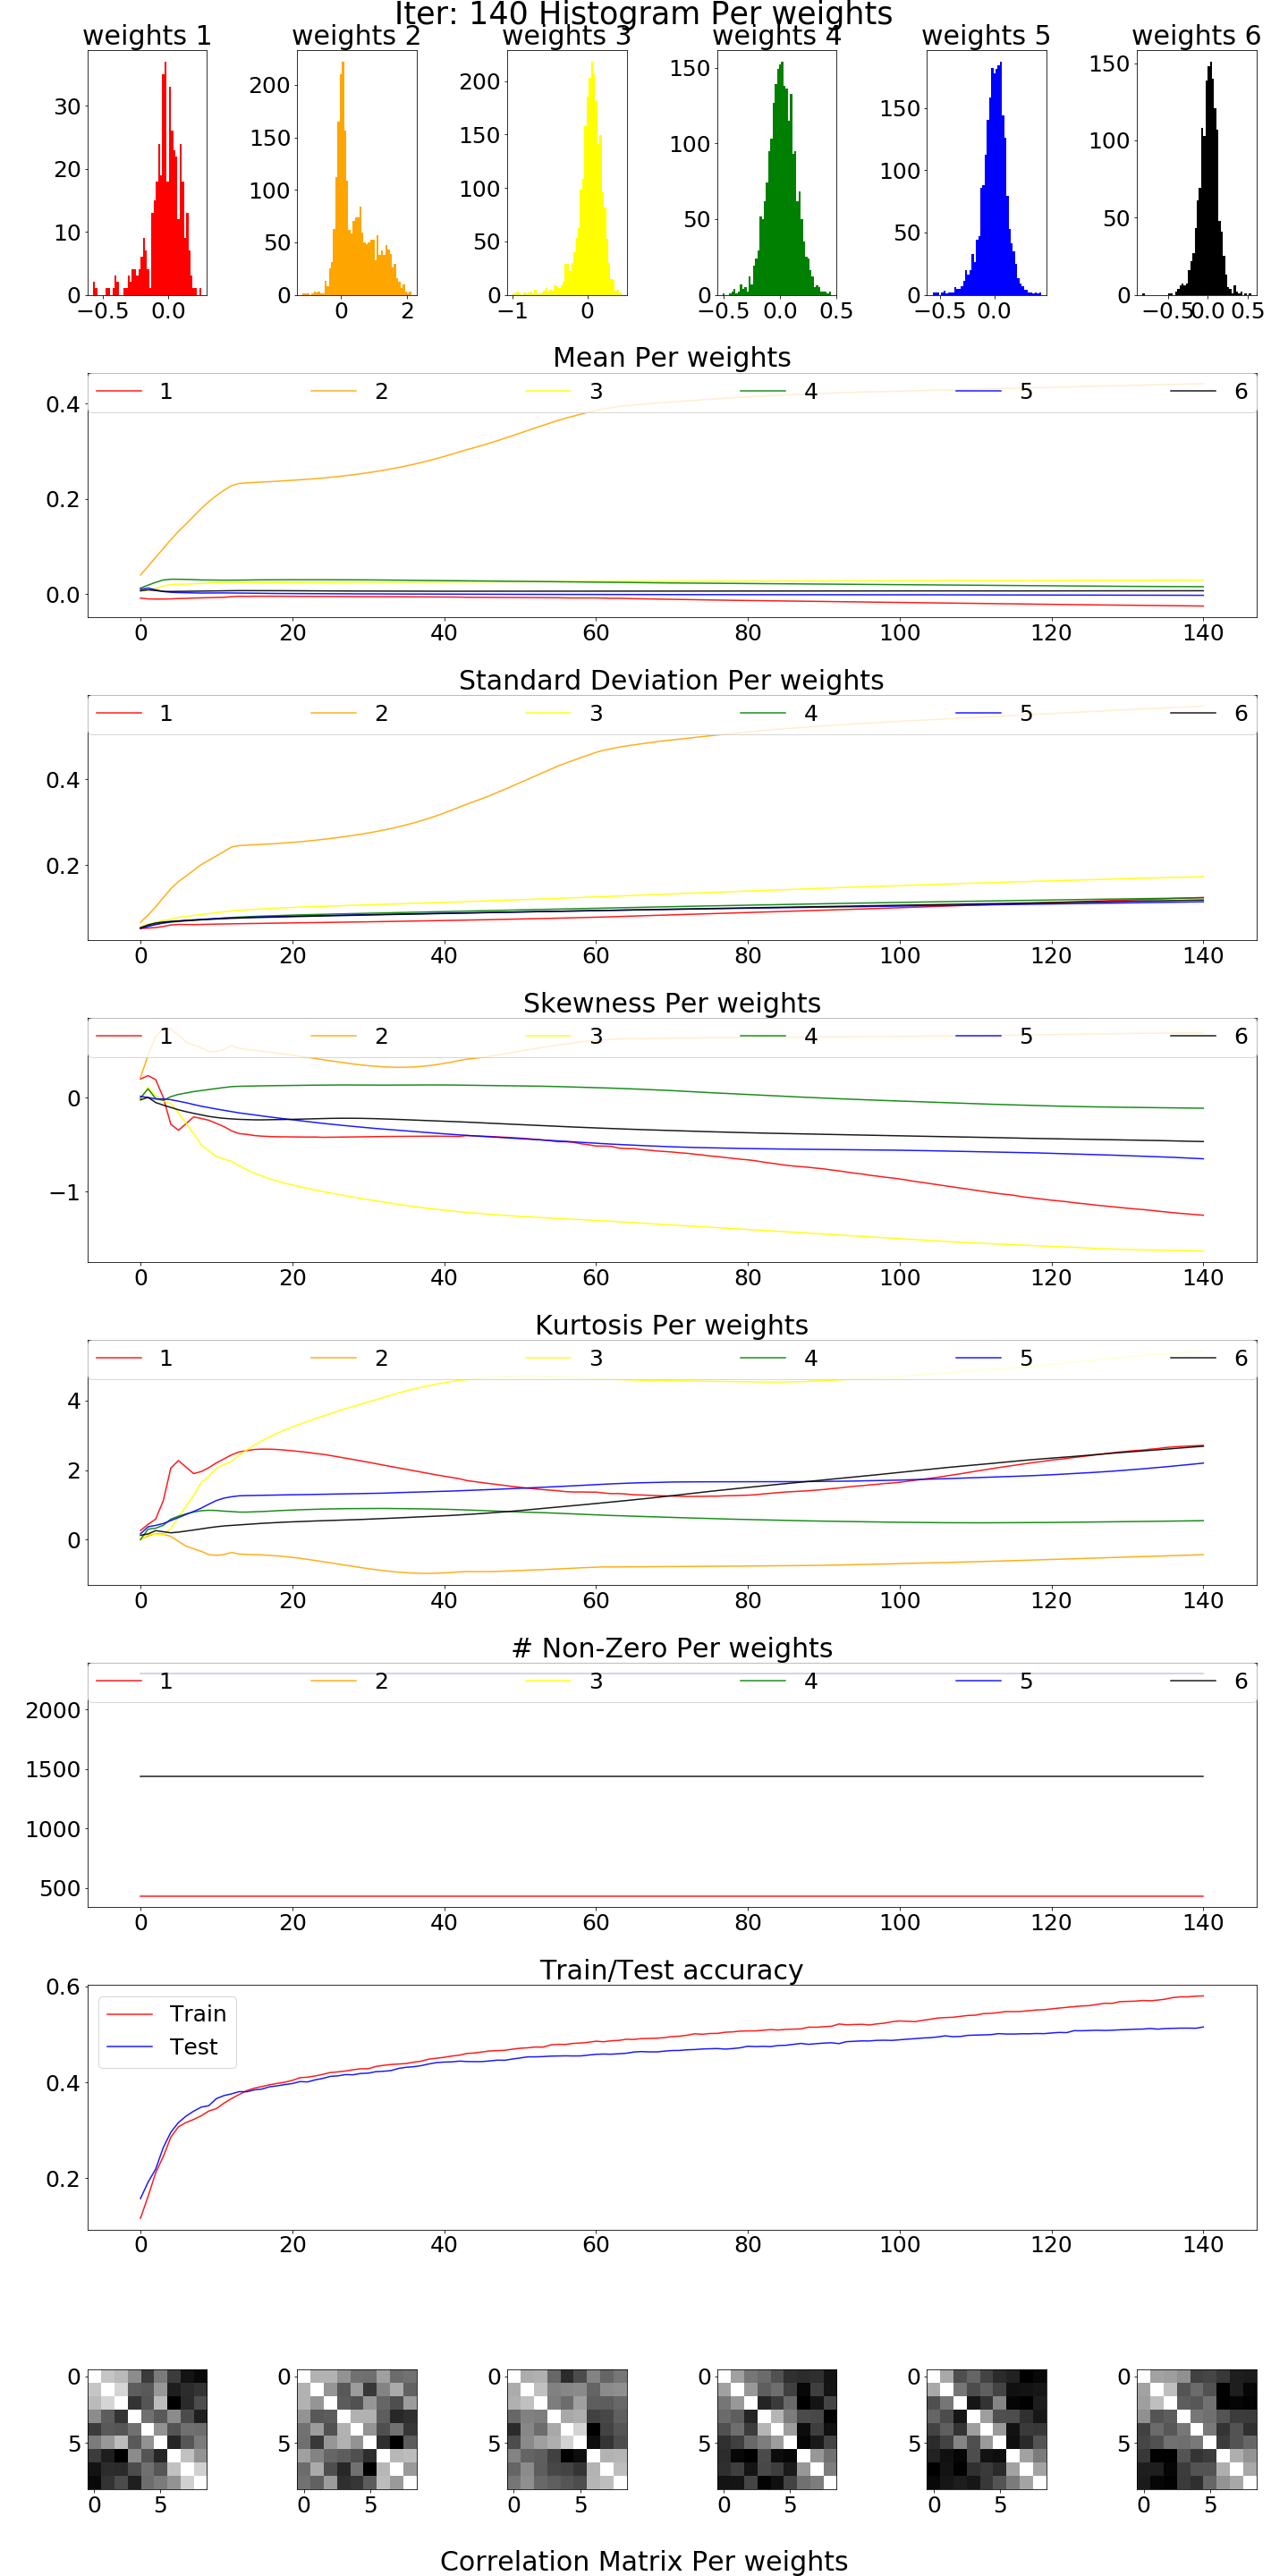 Iter: 140 Histogram Per weights
weights 1 weights 2 weights 3 weights 4 weights 5 weights 6
30 20 10 0 −0.5 0.0
200 150 100 50 0 0 2
200 150 100 50 0 −1 0
150 100 50 0 −0.5 0.0 0.5
150 100 50 0 −0.5 0.0
150 100 50 0 −0.5 0.0 0.5
Mean Per weights
1 2 3 4 5 6
0.4
0.2
0.0
0 20 40 60 80 100 120 140
Standard Deviation Per weights
1 2 3 4 5 6
0.4
0.2
0 20 40 60 80 100 120 140
Skewness Per weights
1 2 3 4 5 6
0
−1
0 20 40 60 80 100 120 140
Kurtosis Per weights
1 2 3 4 5 6
4
2
0
0 20 40 60 80 100 120 140
# Non-Zero Per weights
1 2 3 4 5 6
2000
1500
1000
500
0 20 40 60 80 100 120 140
Train/Test accuracy
0.6
Train
Test
0.4
0.2
0 20 40 60 80 100 120 140
0 0 0 0 0 0
5 5 5 5 5 5
0 5 0 5 0 5 0 5 0 5 0 5
Correlation Matrix Per weights